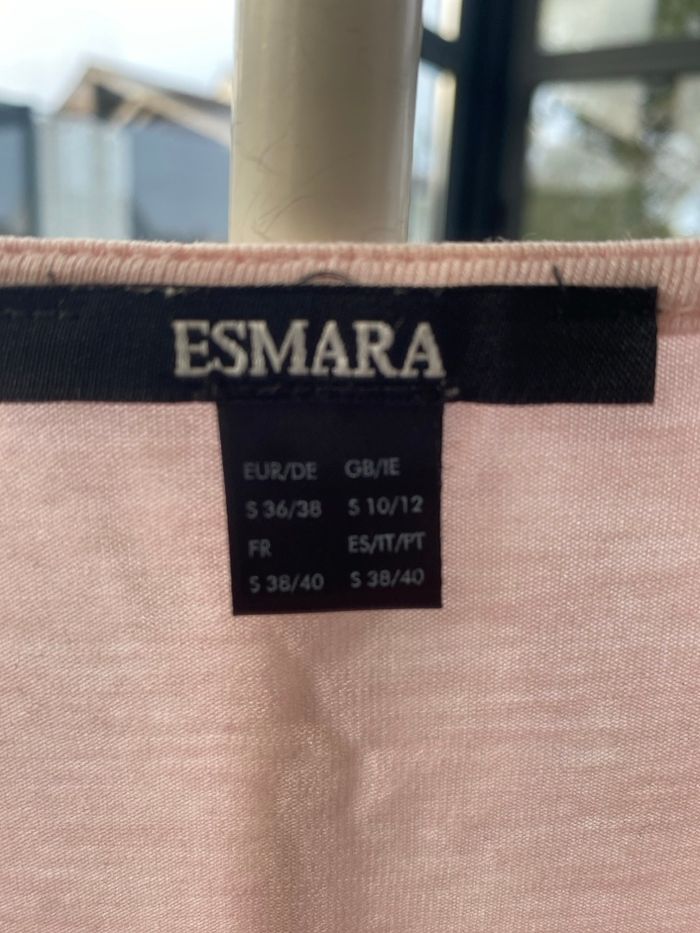 ESMARA
EUR/DE GB/IE
S 36/38 S 10/12
FR ES/IT/PT
S 38/40 S 38/40